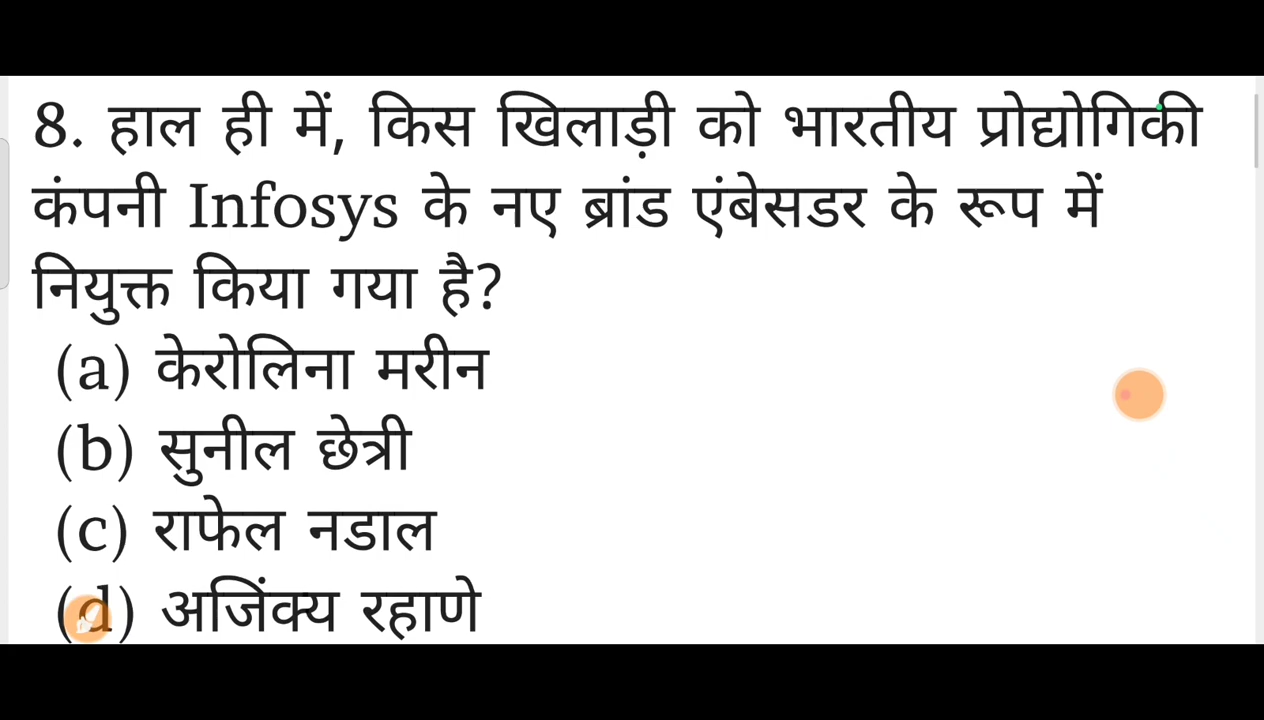 8. हाल ही में, किस खिलाड़ी को भारतीय प्रोद्योगिकी
कंपनी Infosys के नए ब्रांड एंबेसडर के रूप में
नियुक्त किया गया है?
(a) केरोलिना मरीन
(b) सुनील छेत्री
(c) राफेल नडाल
(d) अजिंक्य रहाणे